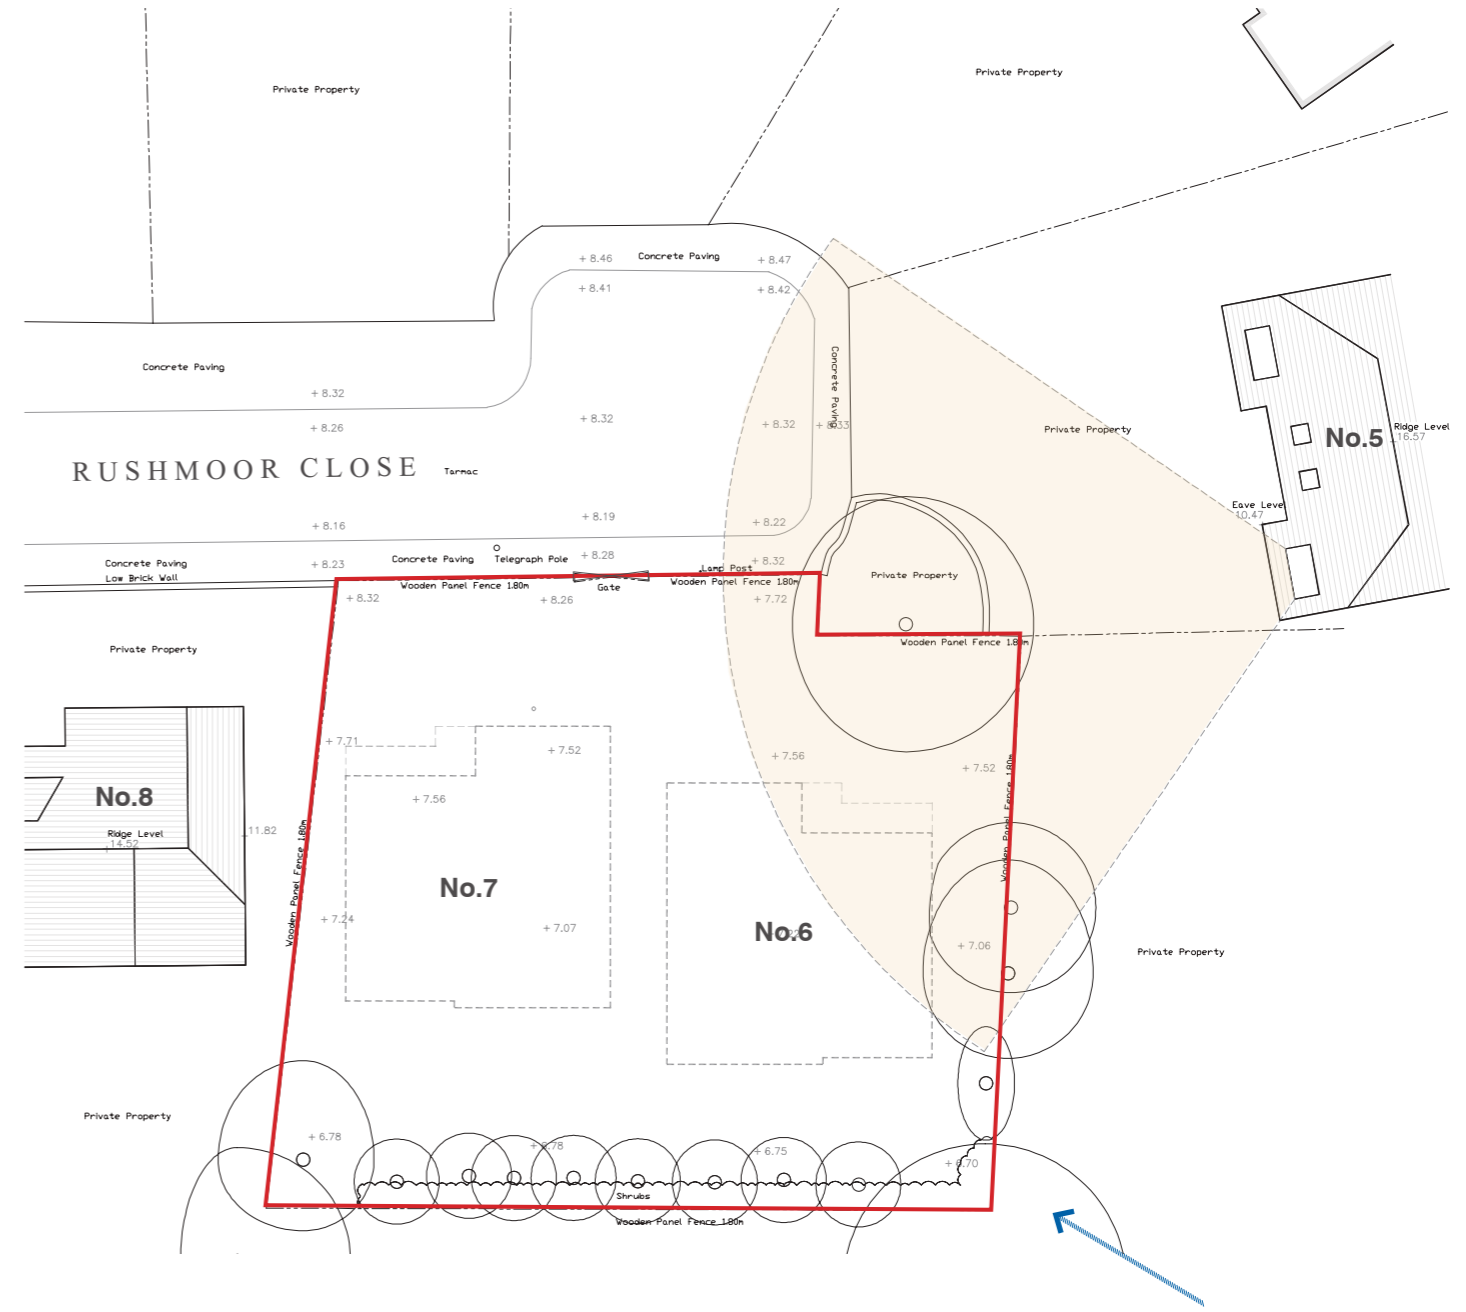 Private Property
Private Property
+ 8.46
Concrete Paving
+ 8.47
+ 8.41
+ 8.42
Concrete Paving
Concrete Paving
+ 8.32
+ 8.26
+ 8.32
+ 8.32
+ 8.33
Private Property
No.5
Ridge Level
16.57
RUSHMOOR CLOSE
Tarmac
Eave Level
10.47
+ 8.16
+ 8.19
+ 8.22
Concrete Paving
Low Brick Wall
+ 8.23
Concrete Paving
Telegraph Pole
+ 8.28
+ 8.32
Lamp Post
Wooden Panel Fence 1.80m
Gate
Wooden Panel Fence 1.80m
Private Property
+ 8.32
+ 8.26
+ 7.72
Private Property
Wooden Panel Fence 1.80m
+ 7.71
+ 7.52
+ 7.56
+ 7.52
Wooden Panel Fence 1.80m
No.8
Ridge Level
14.52
11.82
+ 7.56
No.7
Wooden Panel Fence 1.80m
+ 7.24
+ 7.07
No.6
+ 7.06
Private Property
Private Property
+ 6.78
+ 6.78
+ 6.75
+ 6.70
Shrubs
Wooden Panel Fence 1.80m